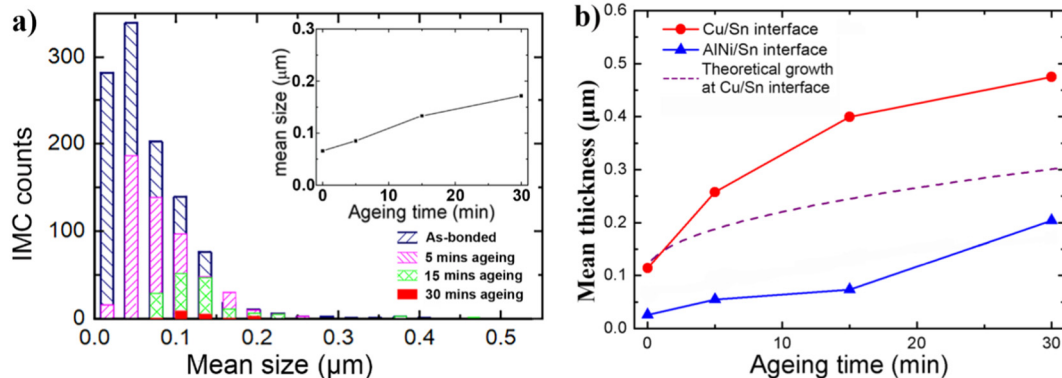 a)
IMC counts
300
200
100
0
0.0 0.1 0.2 0.3 0.4 0.5
Mean size (µm)
mean size (µm)
0.3
0.2
0.1
0.0
0 10 20 30
Ageing time (min)
As-bonded
5 mins ageing
15 mins ageing
30 mins ageing
b)
Mean thickness (µm)
0.6
0.5
0.4
0.3
0.2
0.1
0.0
0 10 20 30
Ageing time (min)
Cu/Sn interface
AlNi/Sn interface
Theoretical growth
at Cu/Sn interface